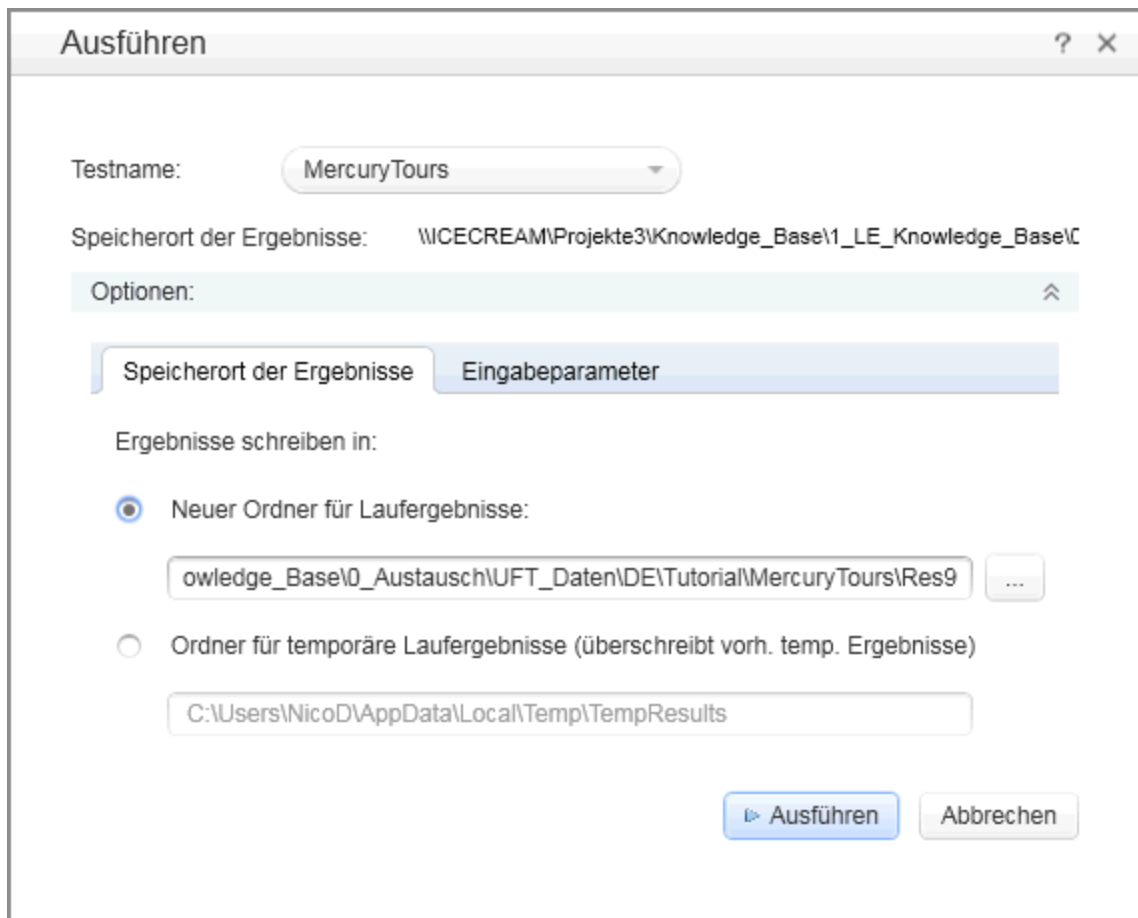 Ausführen ? ×
Testname: MercuryTours
Speicherort der Ergebnisse: \\ICECREAM\Projekte3\Knowledge_Base\1_LE_Knowledge_Base\
Optionen:
Speicherort der Ergebnisse Eingabeparameter
Ergebnisse schreiben in:
Neuer Ordner für Laufergebnisse:
owledge_Base\0_Austausch\UFT_Daten\DE\Tutorial\MercuryTours\Res9 ...
Ordner für temporäre Laufergebnisse (überschreibt vorh. temp. Ergebnisse)
C:\Users\NicoD\AppData\Local\Temp\TempResults
Ausführen Abbrechen